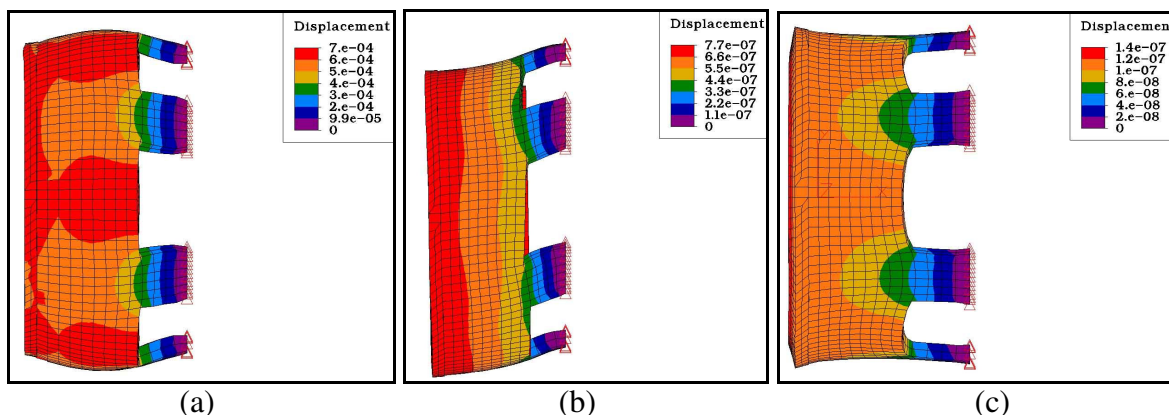 Displacement
7.e-04
6.e-04
5.e-04
4.e-04
3.e-04
2.e-04
9.9e-05
0
(a)
Displacement
7.7e-07
6.6e-07
5.5e-07
4.4e-07
3.3e-07
2.2e-07
1.1e-07
0
(b)
Displacement
1.4e-07
1.2e-07
1.e-07
8.e-08
6.e-08
4.e-08
2.e-08
0
(c)